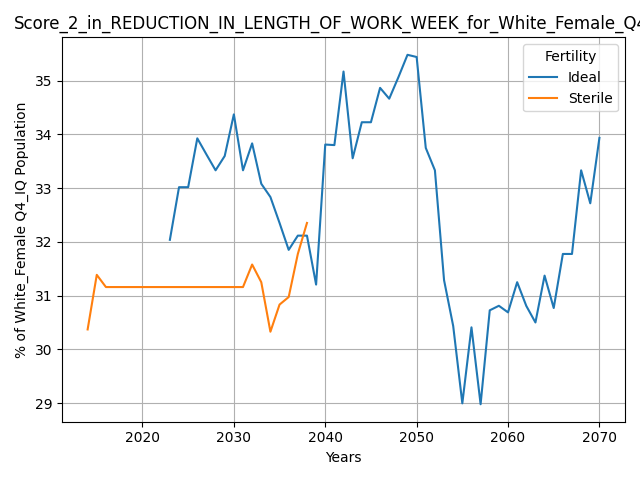 Score_2_in_REDUCTION_IN_LENGTH_OF_WORK_WEEK_for_White_Female_Q4
Fertility
Ideal
Sterile
% of White_Female Q4_IQ Population
35
34
33
32
31
30
29
2020
2030
2040
2050
2060
2070
Years